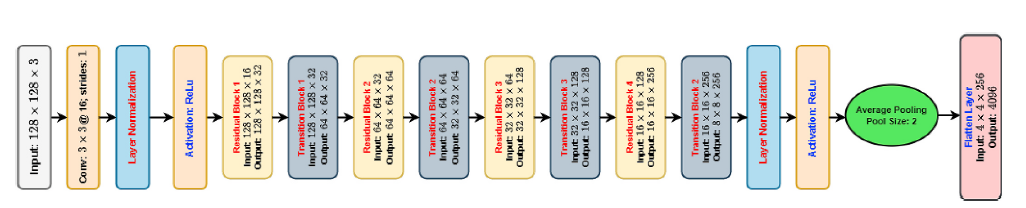 Input: 128 × 128 × 3
Conv: 3 × 3 @ 16; strides: 1
Layer Normalization
Activation: ReLu
Residual Block 1
Input: 128 × 128 × 16
Output: 128 × 128 × 32
Transition Block 1
Input: 128 × 128 × 32
Output: 64 × 64 × 32
Residual Block 2
Input: 64 × 64 × 32
Output: 64 × 64 × 64
Transition Block 2
Input: 64 × 64 × 64
Output: 32 × 32 × 64
Residual Block 3
Input: 32 × 32 × 64
Output: 32 × 32 × 128
Transition Block 3
Input: 32 × 32 × 128
Output: 16 × 16 × 128
Residual Block 4
Input: 16 × 16 × 128
Output: 16 × 16 × 256
Transition Block 2
Input: 16 × 16 × 256
Output: 8 × 8 × 256
Layer Normalization
Activation: ReLu
Average Pooling
Pool Size: 2
Flatten Layer
Input: 4 × 4 × 256
Output: 4096